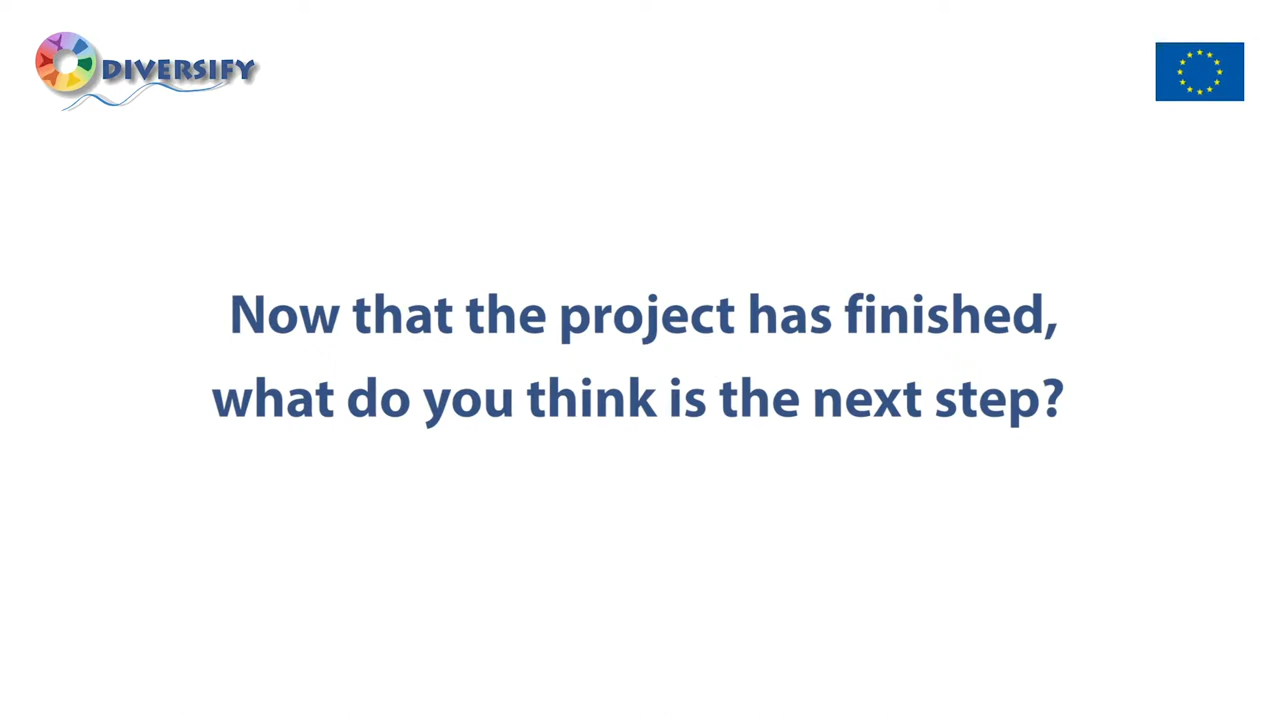 DIVERSIFY
Now that the project has finished,
what do you think is the next step?